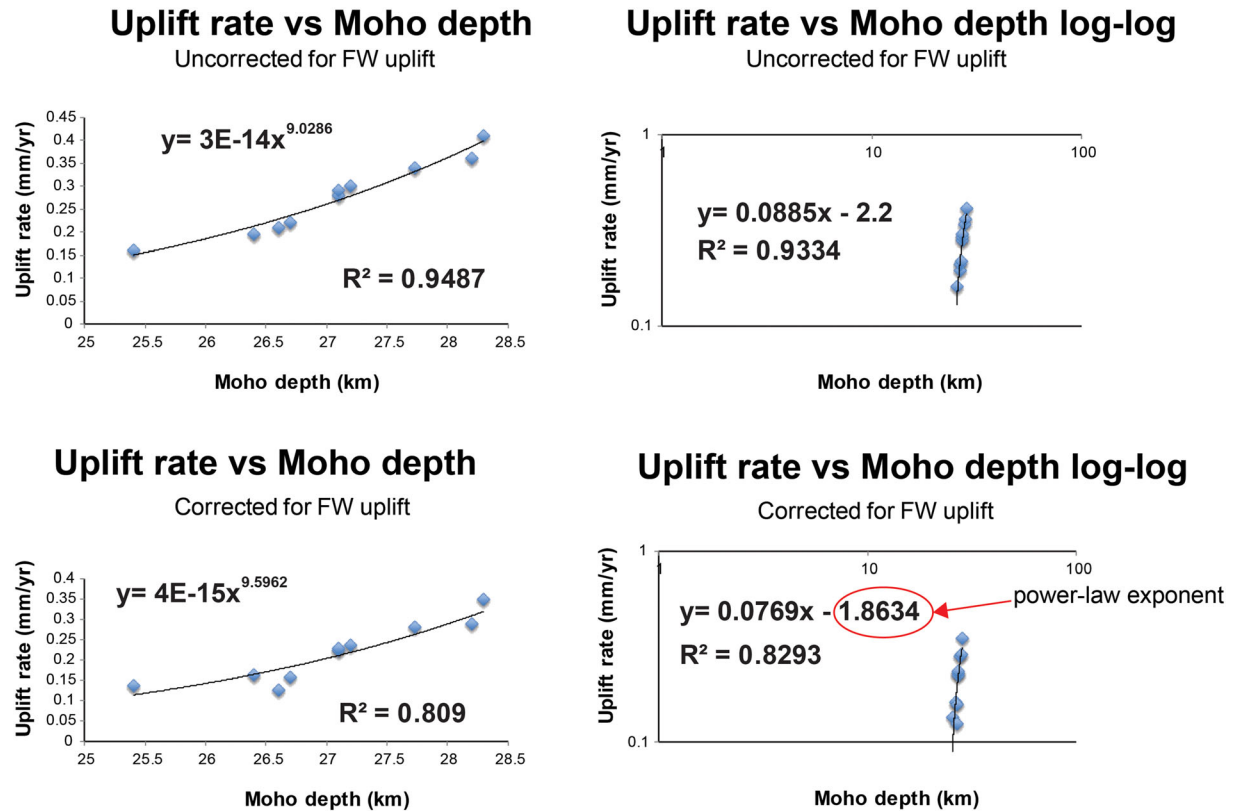 Uplift rate vs Moho depth
Uncorrected for FW uplift
Uplift rate (mm/yr)
0.45
0.4
0.35
0.3
0.25
0.2
0.15
0.1
0.05
0
y= 3E-14x^9.0286
R² = 0.9487
25 25.5 26 26.5 27 27.5 28 28.5
Moho depth (km)
Uplift rate vs Moho depth log-log
Uncorrected for FW uplift
Uplift rate (mm/yr)
1
1 10 100
y= 0.0885x - 2.2
R² = 0.9334
0.1
Moho depth (km)
Uplift rate vs Moho depth
Corrected for FW uplift
Uplift rate (mm/yr)
0.4
0.35
0.3
0.25
0.2
0.15
0.1
0.05
0
y= 4E-15x^9.5962
R² = 0.809
25 25.5 26 26.5 27 27.5 28 28.5
Moho depth (km)
Uplift rate vs Moho depth log-log
Corrected for FW uplift
Uplift rate (mm/yr)
1
1 10 100
y= 0.0769x - 1.8634
power-law exponent
R² = 0.8293
0.1
Moho depth (km)